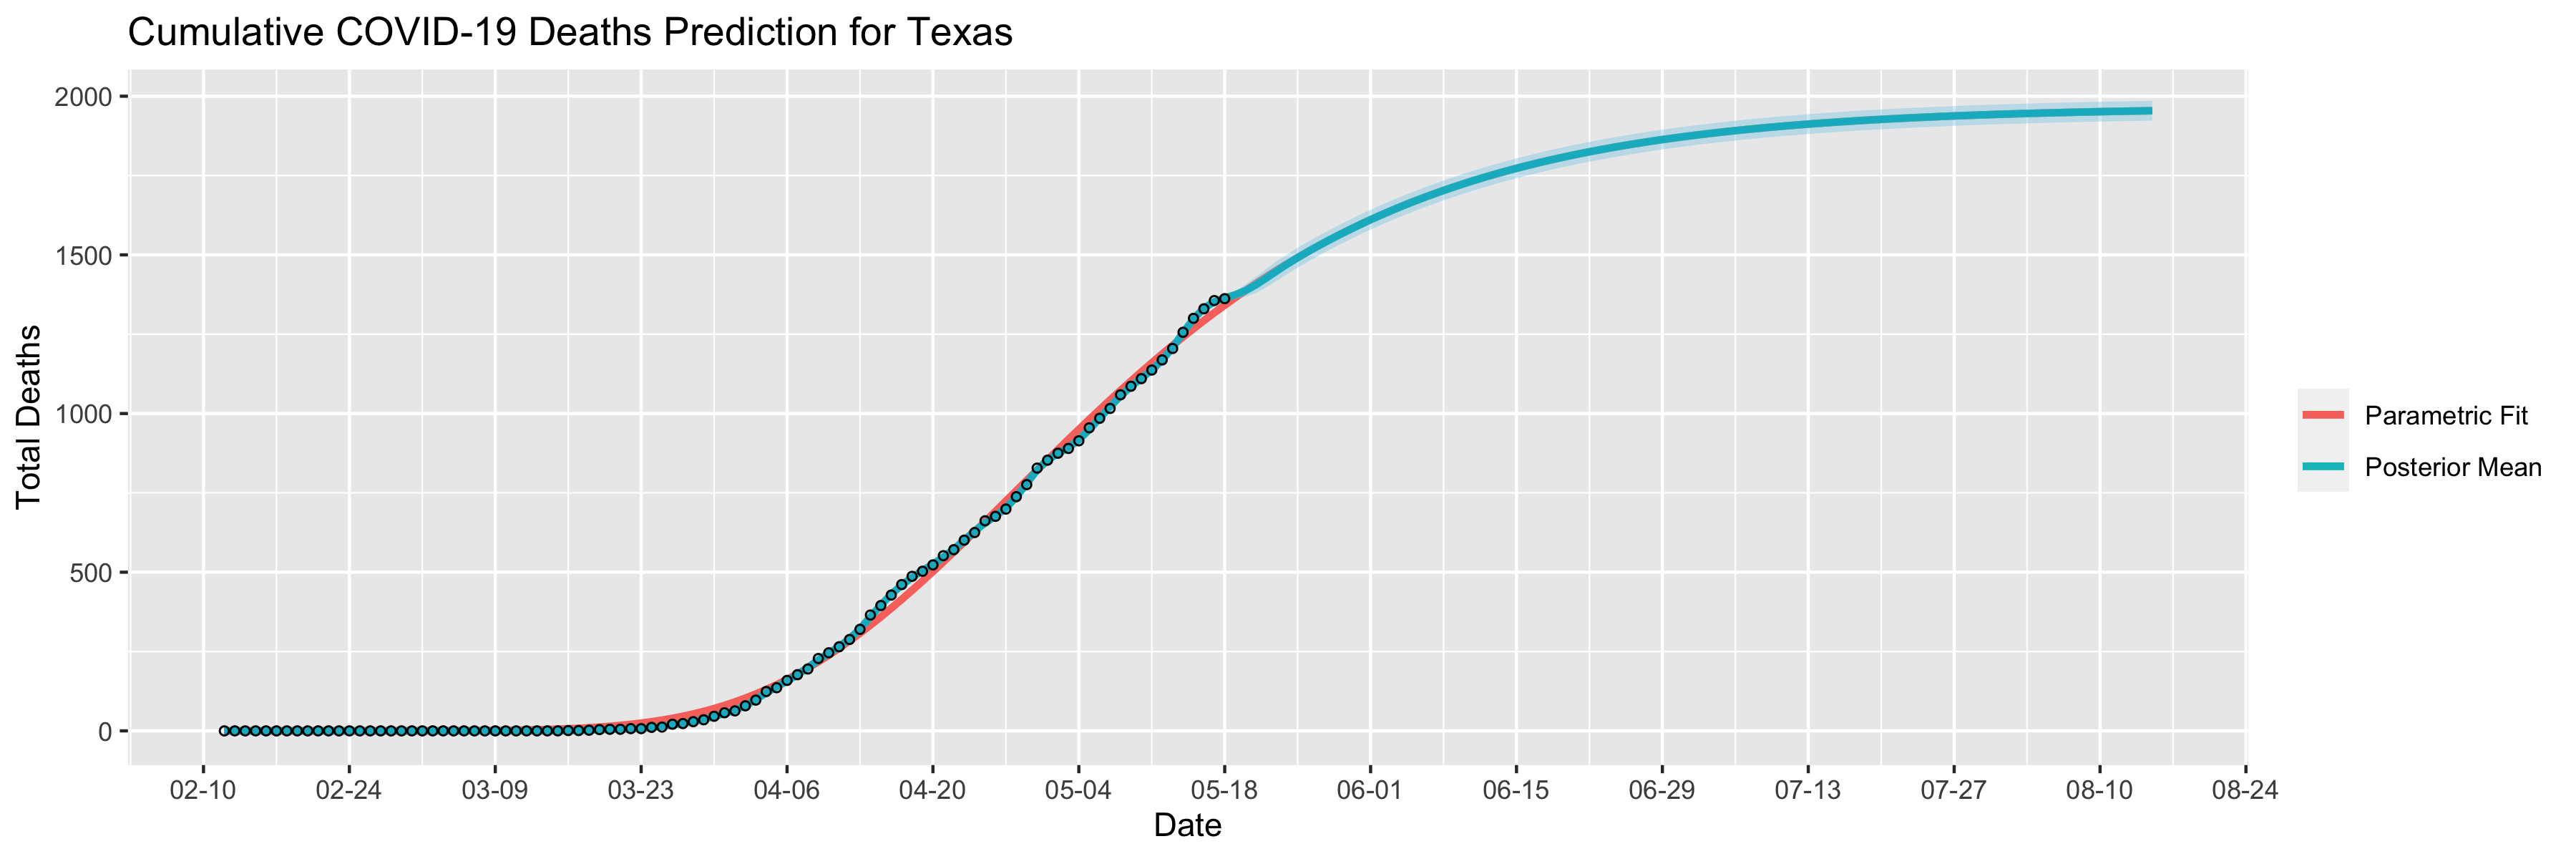 Cumulative COVID-19 Deaths Prediction for Texas
2000
1500
1000
500
0
Total Deaths
02-10 02-24 03-09 03-23 04-06 04-20 05-04 05-18 06-01 06-15 06-29 07-13 07-27 08-10 08-24
Date
Parametric Fit
Posterior Mean